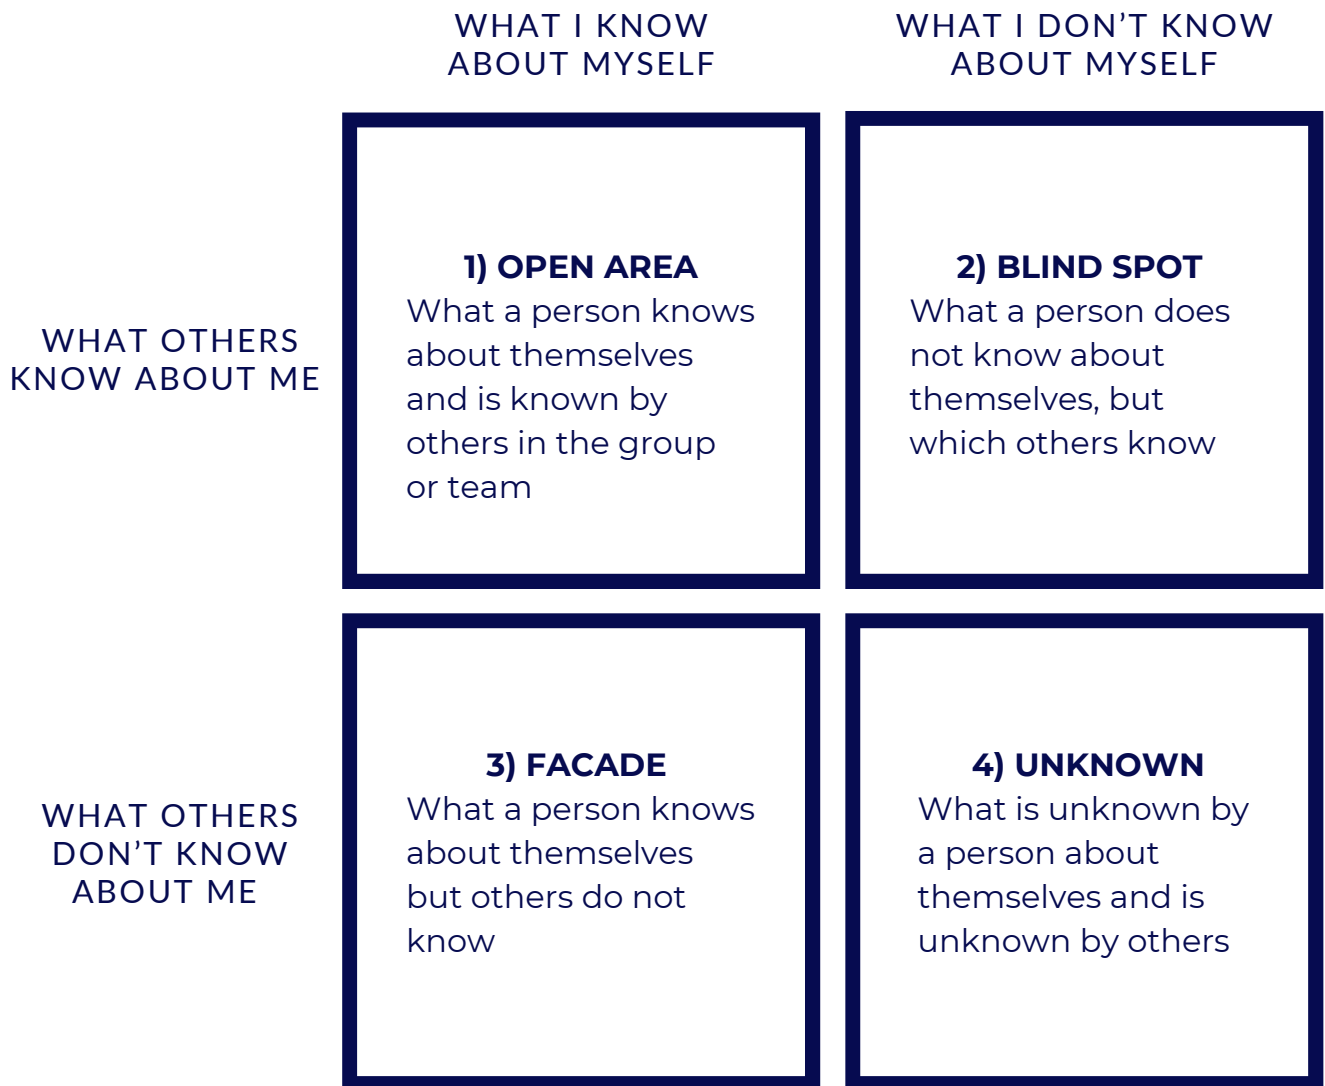 WHAT I KNOW
ABOUT MYSELF
WHAT I DON’T KNOW
ABOUT MYSELF
WHAT OTHERS
KNOW ABOUT ME
1) OPEN AREA
What a person knows
about themselves
and is known by
others in the group
or team
2) BLIND SPOT
What a person does
not know about
themselves, but
which others know
WHAT OTHERS
DON’T KNOW
ABOUT ME
3) FACADE
What a person knows
about themselves
but others do not
know
4) UNKNOWN
What is unknown by
a person about
themselves and is
unknown by others